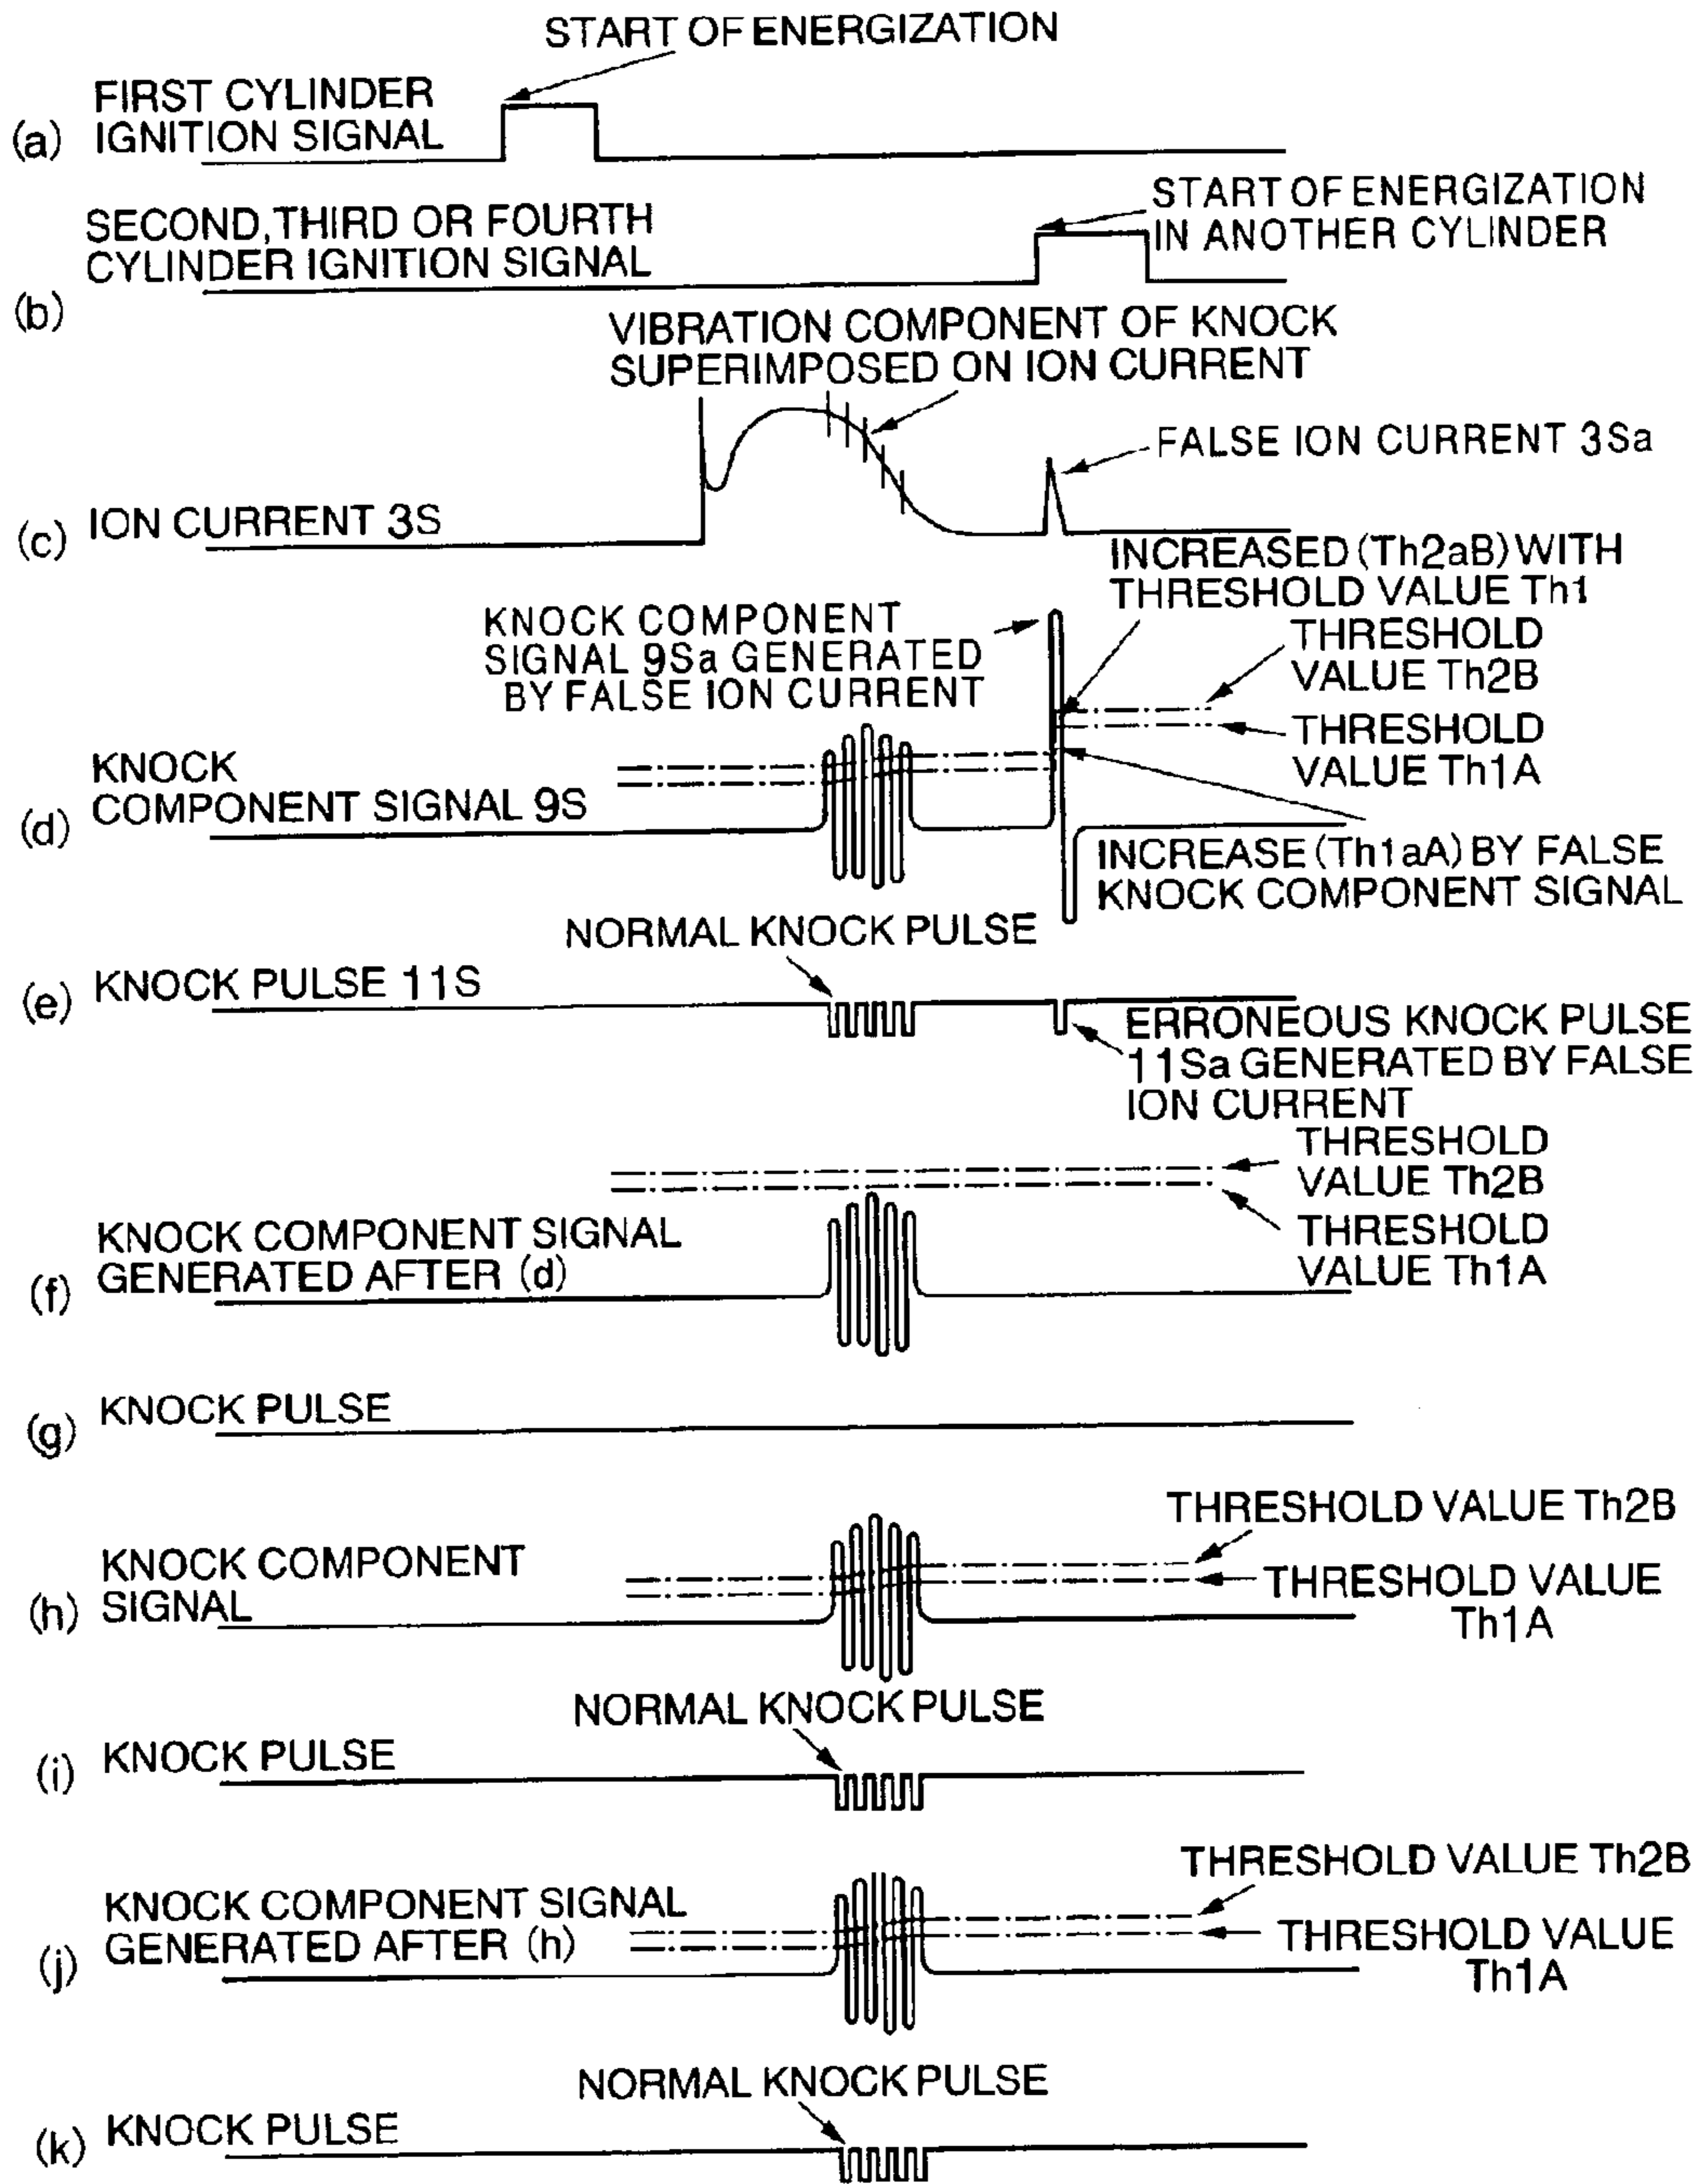 START OF ENERGIZATION
FIRST CYLINDER
(a) IGNITION SIGNAL
START OF ENERGIZATION
IN ANOTHER CYLINDER
SECOND, THIRD OR FOURTH
CYLINDER IGNITION SIGNAL
(b)
VIBRATION COMPONENT OF KNOCK
SUPERIMPOSED ON ION CURRENT
FALSE ION CURRENT 3Sa
(c) ION CURRENT 3S
INCREASED (Th2aB) WITH
THRESHOLD VALUE Th1
KNOCK COMPONENT
SIGNAL 9Sa GENERATED
BY FALSE ION CURRENT
THRESHOLD
VALUE Th2B
THRESHOLD
VALUE Th1A
KNOCK
(d) COMPONENT SIGNAL 9S
INCREASE (Th1aA) BY FALSE
KNOCK COMPONENT SIGNAL
NORMAL KNOCK PULSE
(e) KNOCK PULSE 11S
ERRONEOUS KNOCK PULSE
11Sa GENERATED BY FALSE
ION CURRENT
THRESHOLD
VALUE Th2B
THRESHOLD
VALUE Th1A
KNOCK COMPONENT SIGNAL
(f) GENERATED AFTER (d)
(g) KNOCK PULSE
THRESHOLD VALUE Th2B
THRESHOLD VALUE
Th1A
KNOCK COMPONENT
(h) SIGNAL
NORMAL KNOCK PULSE
(i) KNOCK PULSE
THRESHOLD VALUE Th2B
THRESHOLD VALUE
Th1A
KNOCK COMPONENT SIGNAL
(j) GENERATED AFTER (h)
NORMAL KNOCK PULSE
(k) KNOCK PULSE